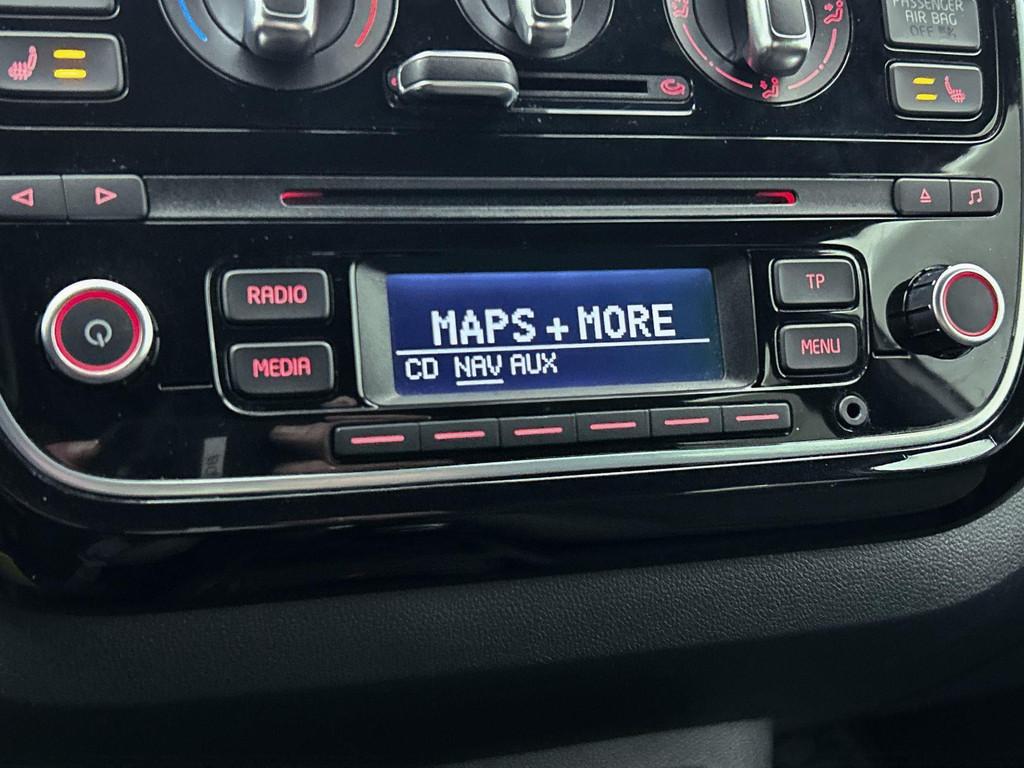 PASSENGER
AIR BAG
OFF
RADIO
MEDIA
MAPS + MORE
CD NAV AUX
TP
MENU